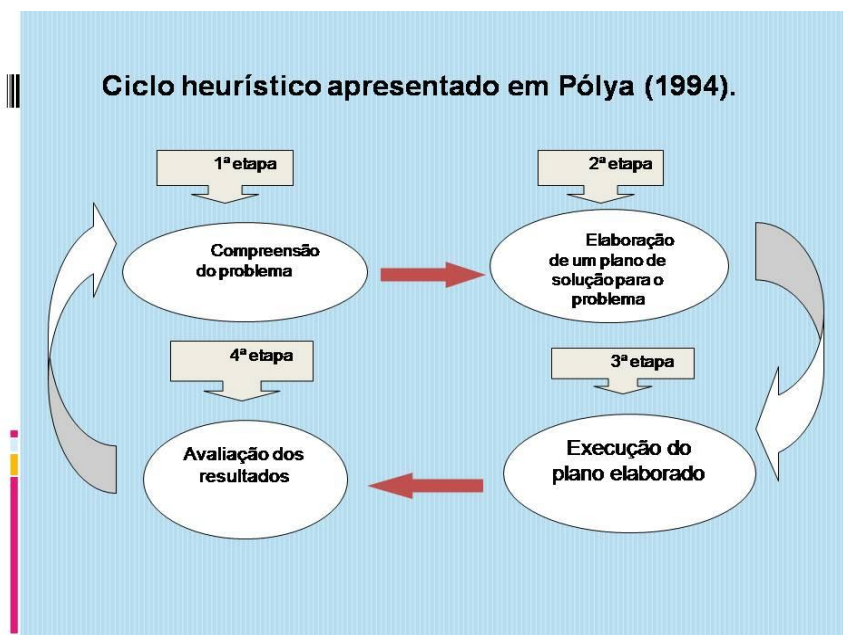 Ciclo heurístico apresentado em Pólya (1994).
1ª etapa
Compreensão
do problema
2ª etapa
Elaboração
de um plano de
solução para o
problema
3ª etapa
Execução do
plano elaborado
4ª etapa
Avaliação dos
resultados